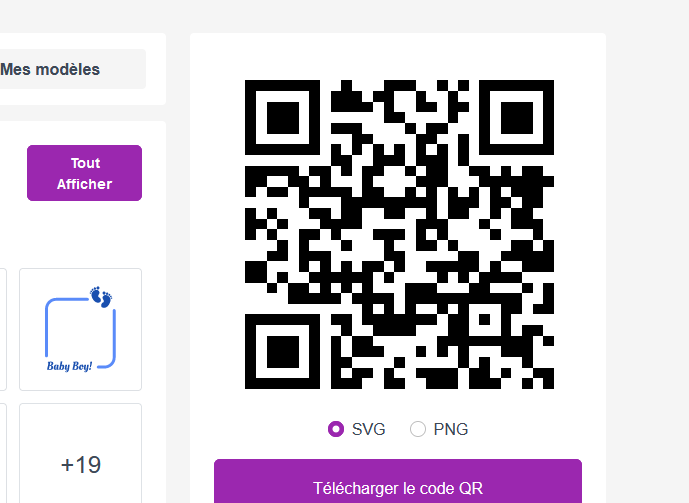 Mes modèles
Tout
Afficher
Baby Boy!
+19
SVG
PNG
Télécharger le code QR